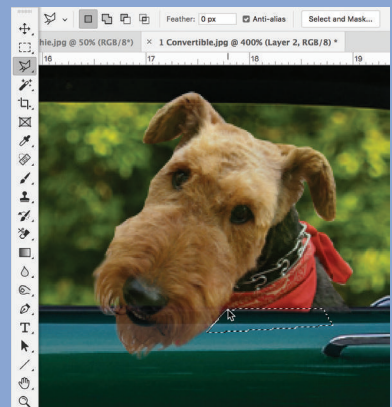 Feather: 0 px Anti-alias Select and Mask...
hie.jpg @ 50% (RGB/8*) × 1 Convertible.jpg @ 400% (Layer 2, RGB/8) *
16 17 18 19
T